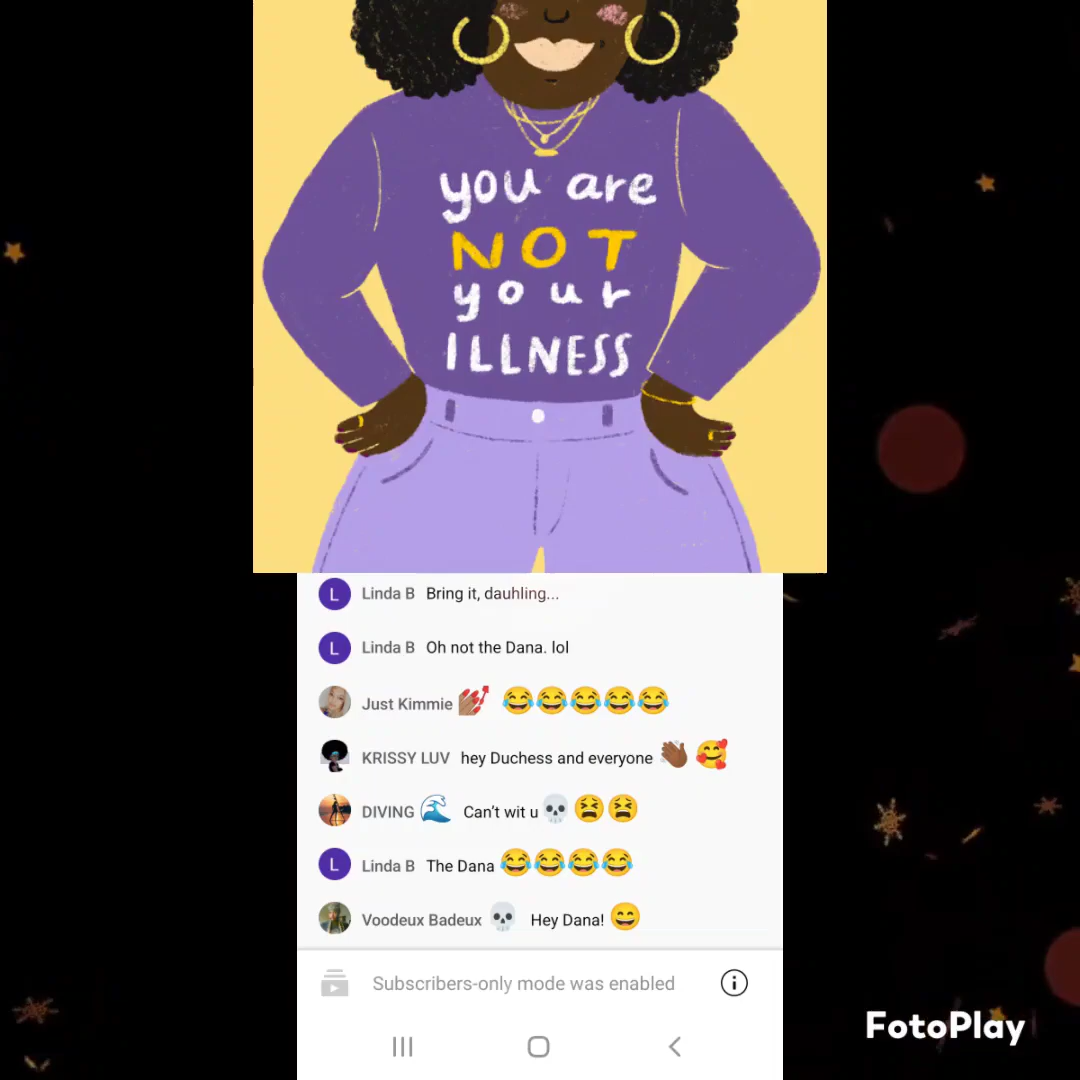 you are
NOT
your
ILLNESS
L Linda B Bring it, dauhling...
L Linda B Oh not the Dana. lol
Just Kimmie 💅🏽 😂😂😂😂😂
KRISSY LUV hey Duchess and everyone 👋🏾 🥰
DIVING 🌊 Can't wit u 💀 😫 😫
L Linda B The Dana 😂😂😂😂
Voodeux Badeux 💀 Hey Dana! 😄
Subscribers-only mode was enabled
FotoPlay